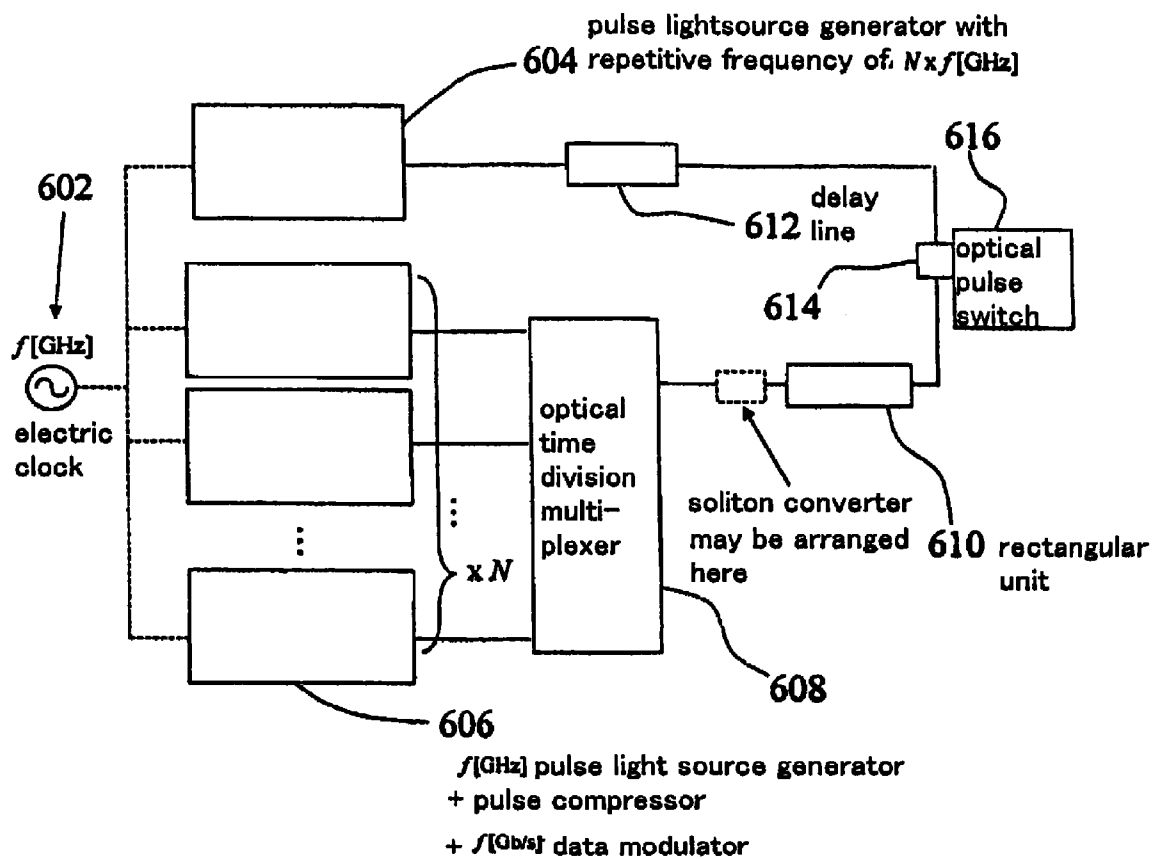 pulse lightsource generator with
604 repetitive frequency of. N x f[GHz]
616
602
612 delay
line
optical
pulse
switch
614
f[GHz]
electric
clock
optical
time
division
multi-
plexer
...
...
x N
soliton converter
may be arranged
here
610 rectangular
unit
608
606
f[GHz] pulse light source generator
+ pulse compressor
+ f[Gb/s] data modulator